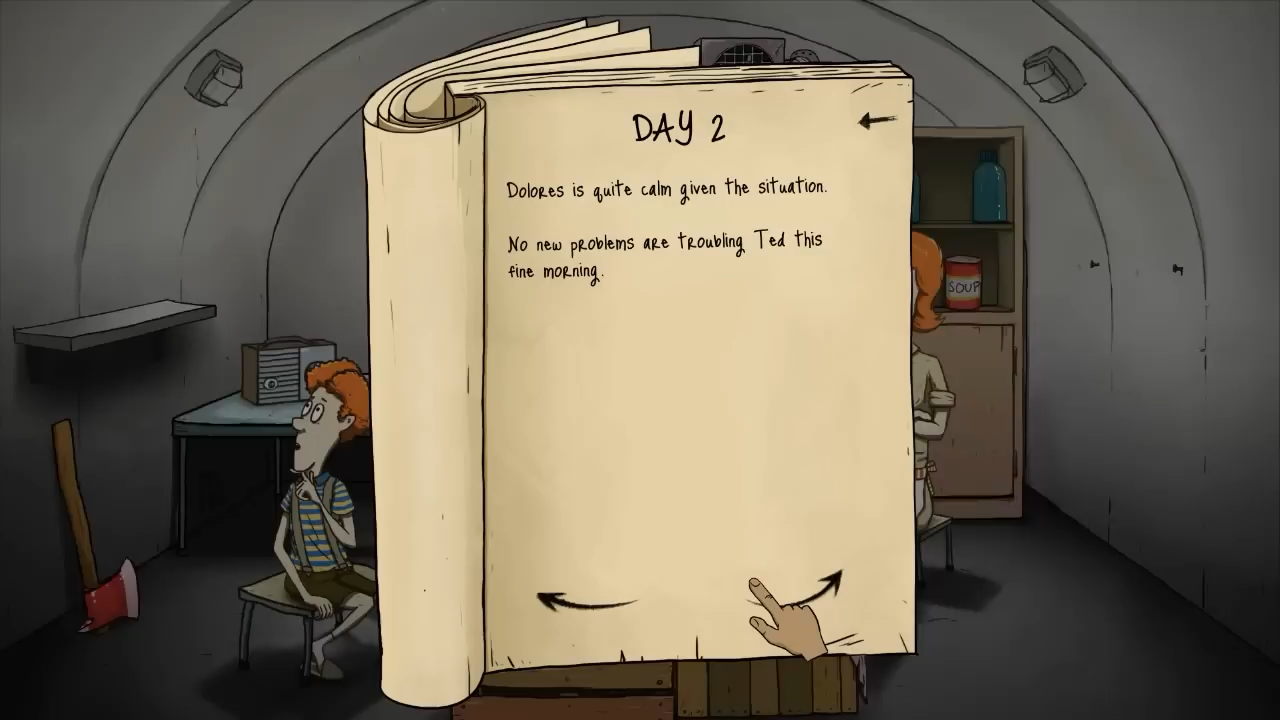 DAY 2
Dolores is quite calm given the situation.
No new problems are troubling Ted this
fine morning.
SOUP